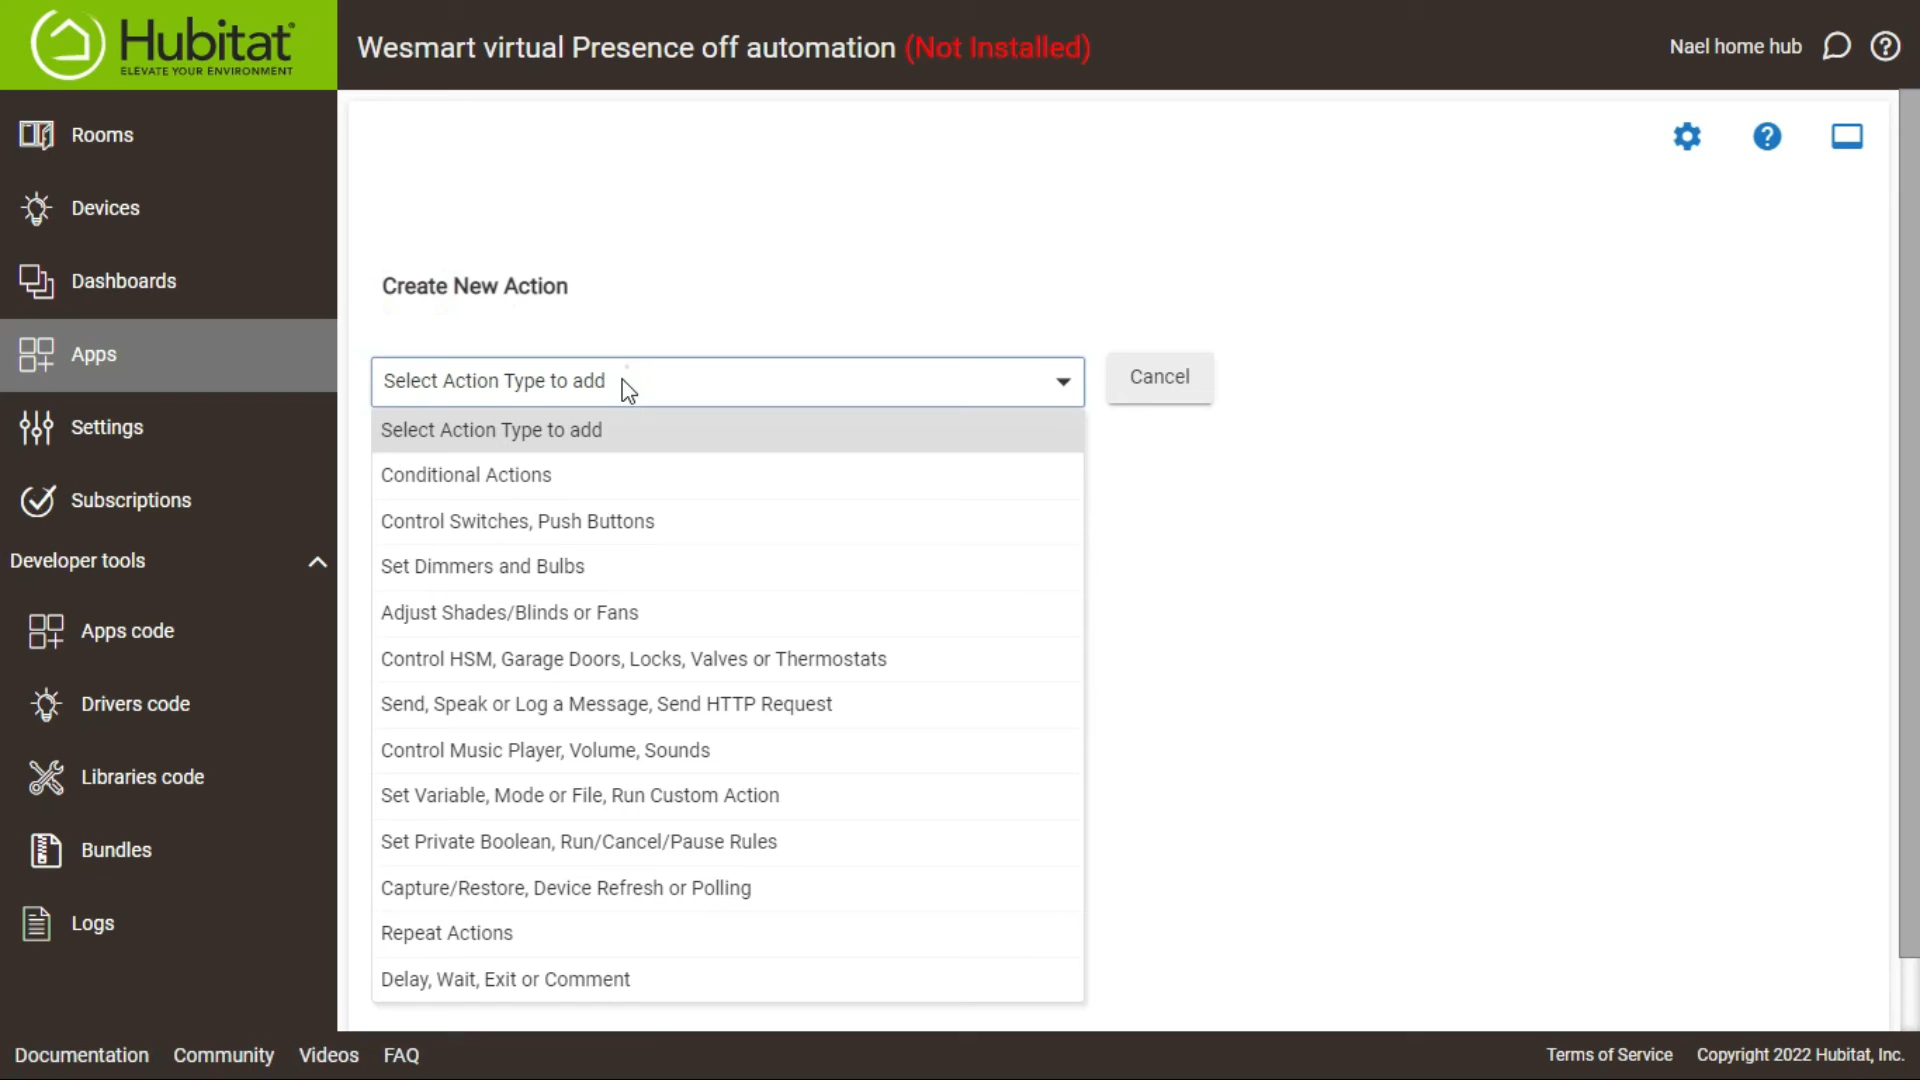 Hubitat®
ELEVATE YOUR ENVIRONMENT
Wesmart virtual Presence off automation (Not Installed)
Nael home hub
Rooms
Devices
Dashboards
Apps
Settings
Subscriptions
Developer tools
Apps code
Drivers code
Libraries code
Bundles
Logs
Create New Action
Select Action Type to add
Cancel
Select Action Type to add
Conditional Actions
Control Switches, Push Buttons
Set Dimmers and Bulbs
Adjust Shades/Blinds or Fans
Control HSM, Garage Doors, Locks, Valves or Thermostats
Send, Speak or Log a Message, Send HTTP Request
Control Music Player, Volume, Sounds
Set Variable, Mode or File, Run Custom Action
Set Private Boolean, Run/Cancel/Pause Rules
Capture/Restore, Device Refresh or Polling
Repeat Actions
Delay, Wait, Exit or Comment
Documentation Community Videos FAQ
Terms of Service Copyright 2022 Hubitat, Inc.